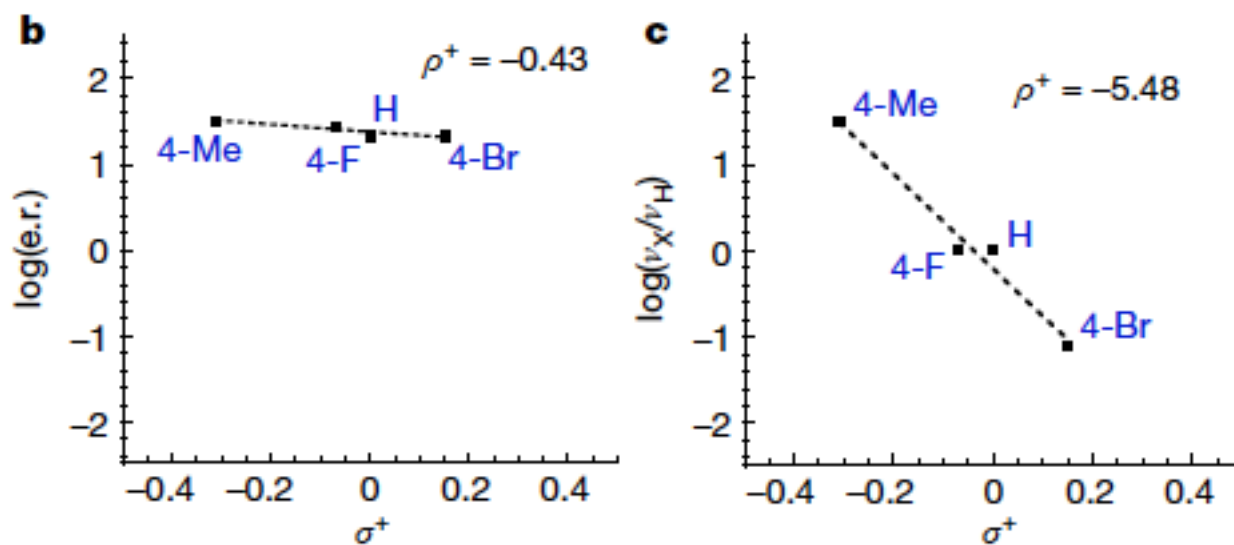 b
ρ⁺ = –0.43
2
1
0
–1
–2
log(e.r.)
4-Me
4-F
H
4-Br
–0.4 –0.2 0 0.2 0.4
σ⁺
c
ρ⁺ = –5.48
2
1
0
–1
–2
log(νX/νH)
4-Me
4-F
H
4-Br
–0.4 –0.2 0 0.2 0.4
σ⁺